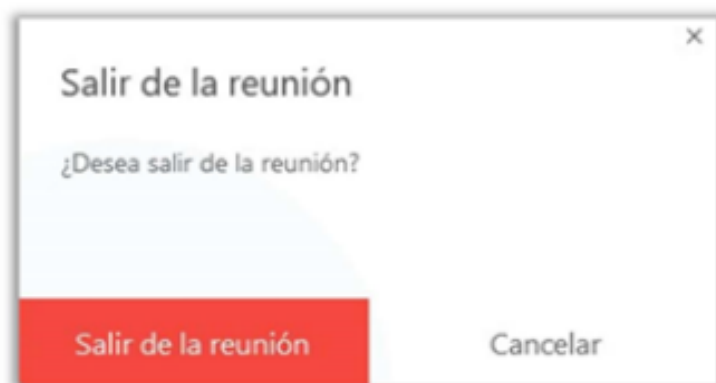 Salir de la reunión
¿Desea salir de la reunión?
Salir de la reunión
Cancelar